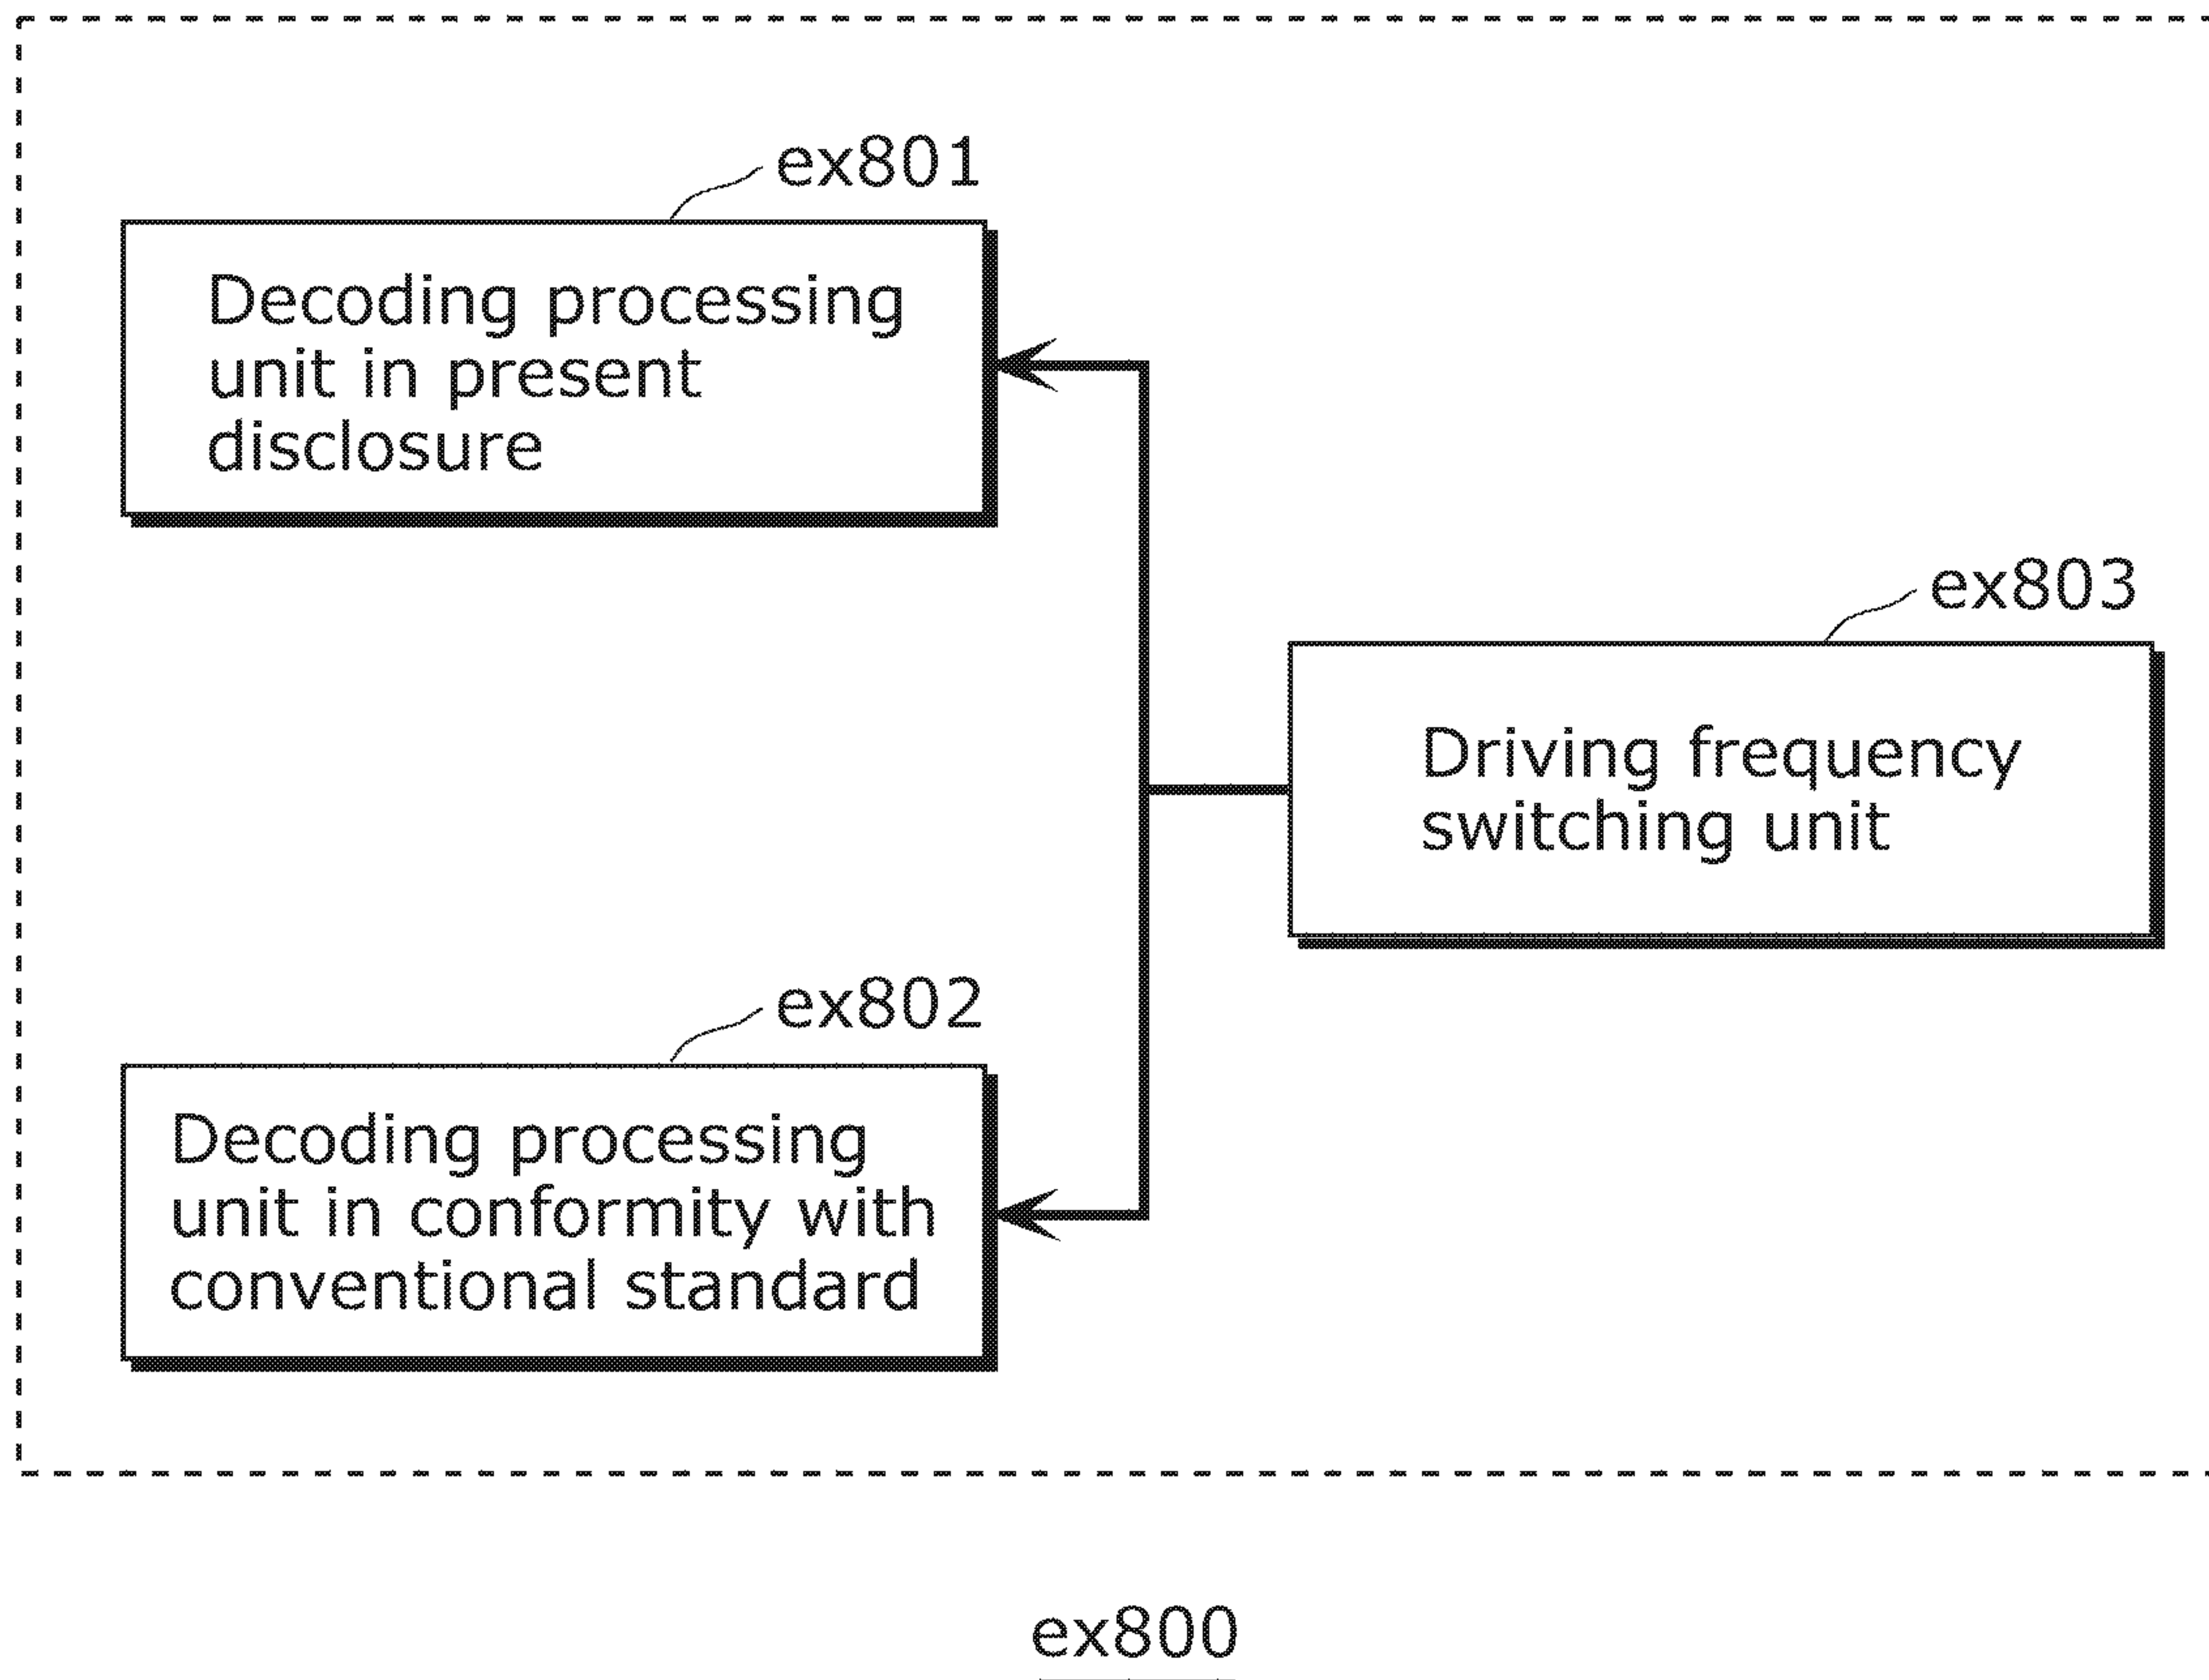 ex801
Decoding processing
unit in present
disclosure
ex803
Driving frequency
switching unit
ex802
Decoding processing
unit in conformity with
conventional standard
ex800